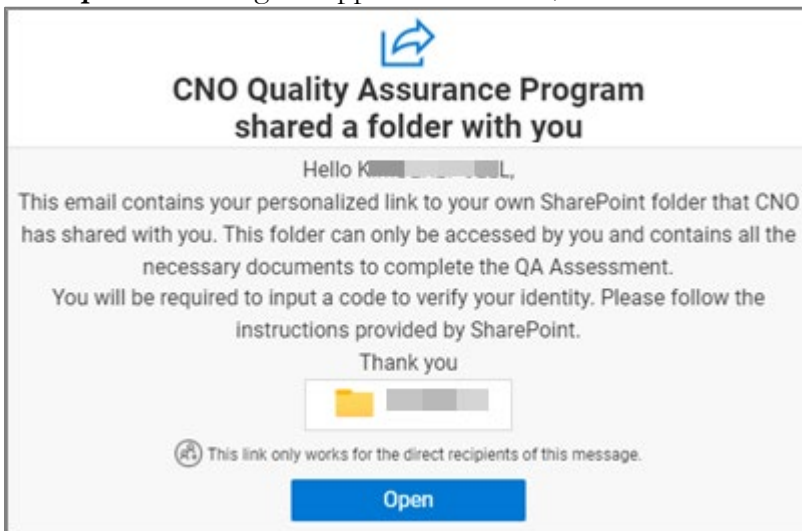 CNO Quality Assurance Program
shared a folder with you
Hello
This email contains your personalized link to your own SharePoint folder that CNO
has shared with you. This folder can only be accessed by you and contains all the
necessary documents to complete the QA Assessment.
You will be required to input a code to verify your identity. Please follow the
instructions provided by SharePoint.
Thank you
This link only works for the direct recipients of this message.
Open